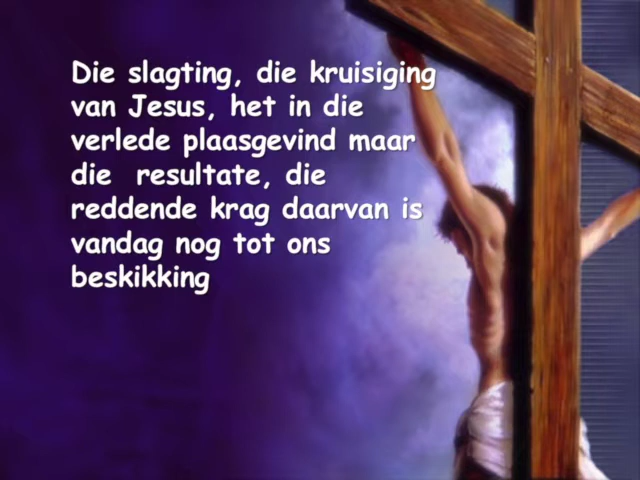 Die slagting, die kruisiging
van Jesus, het in die
verlede plaasgevind maar
die  resultate, die
reddende krag daarvan is
vandag nog tot ons
beskikking